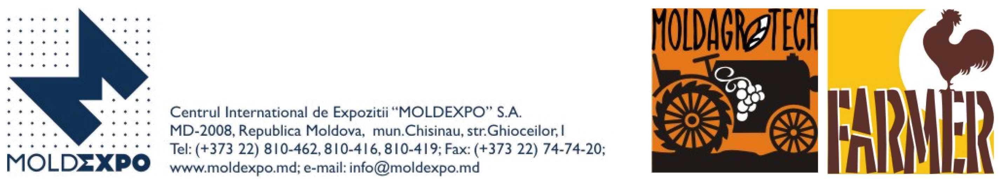 MOLDEXPO
Centrul International de Expozitii “MOLDEXPO” S.A.
MD-2008, Republica Moldova, mun.Chisinau, str.Ghioceilor,1
Tel: (+373 22) 810-462, 810-416, 810-419; Fax: (+373 22) 74-74-20;
www.moldexpo.md; e-mail: info@moldexpo.md
MOLDAGROTECH
FARMER